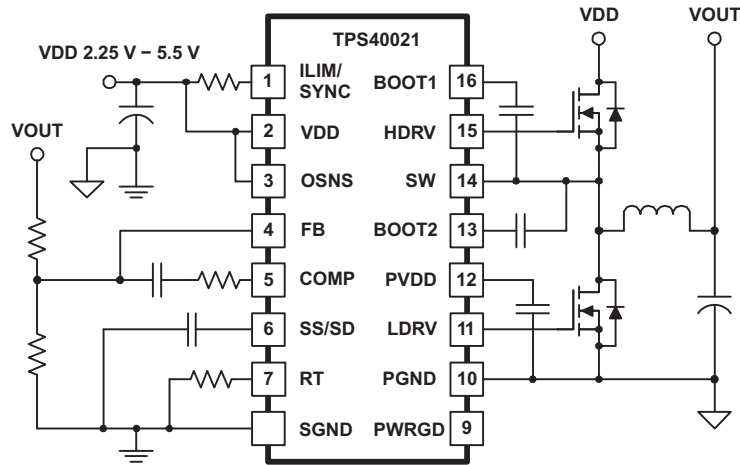 VDD
VOUT
TPS40021
VDD 2.25 V – 5.5 V
VOUT
1 ILIM/
SYNC
2 VDD
3 OSNS
4 FB
5 COMP
6 SS/SD
7 RT
SGND
BOOT1 16
HDRV 15
SW 14
BOOT2 13
PVDD 12
LDRV 11
PGND 10
PWRGD 9